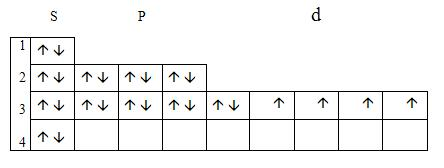 S P d
1 ↑↓
2 ↑↓ ↑↓ ↑↓ ↑↓
3 ↑↓ ↑↓ ↑↓ ↑↓ ↑↓ ↑ ↑ ↑ ↑
4 ↑↓